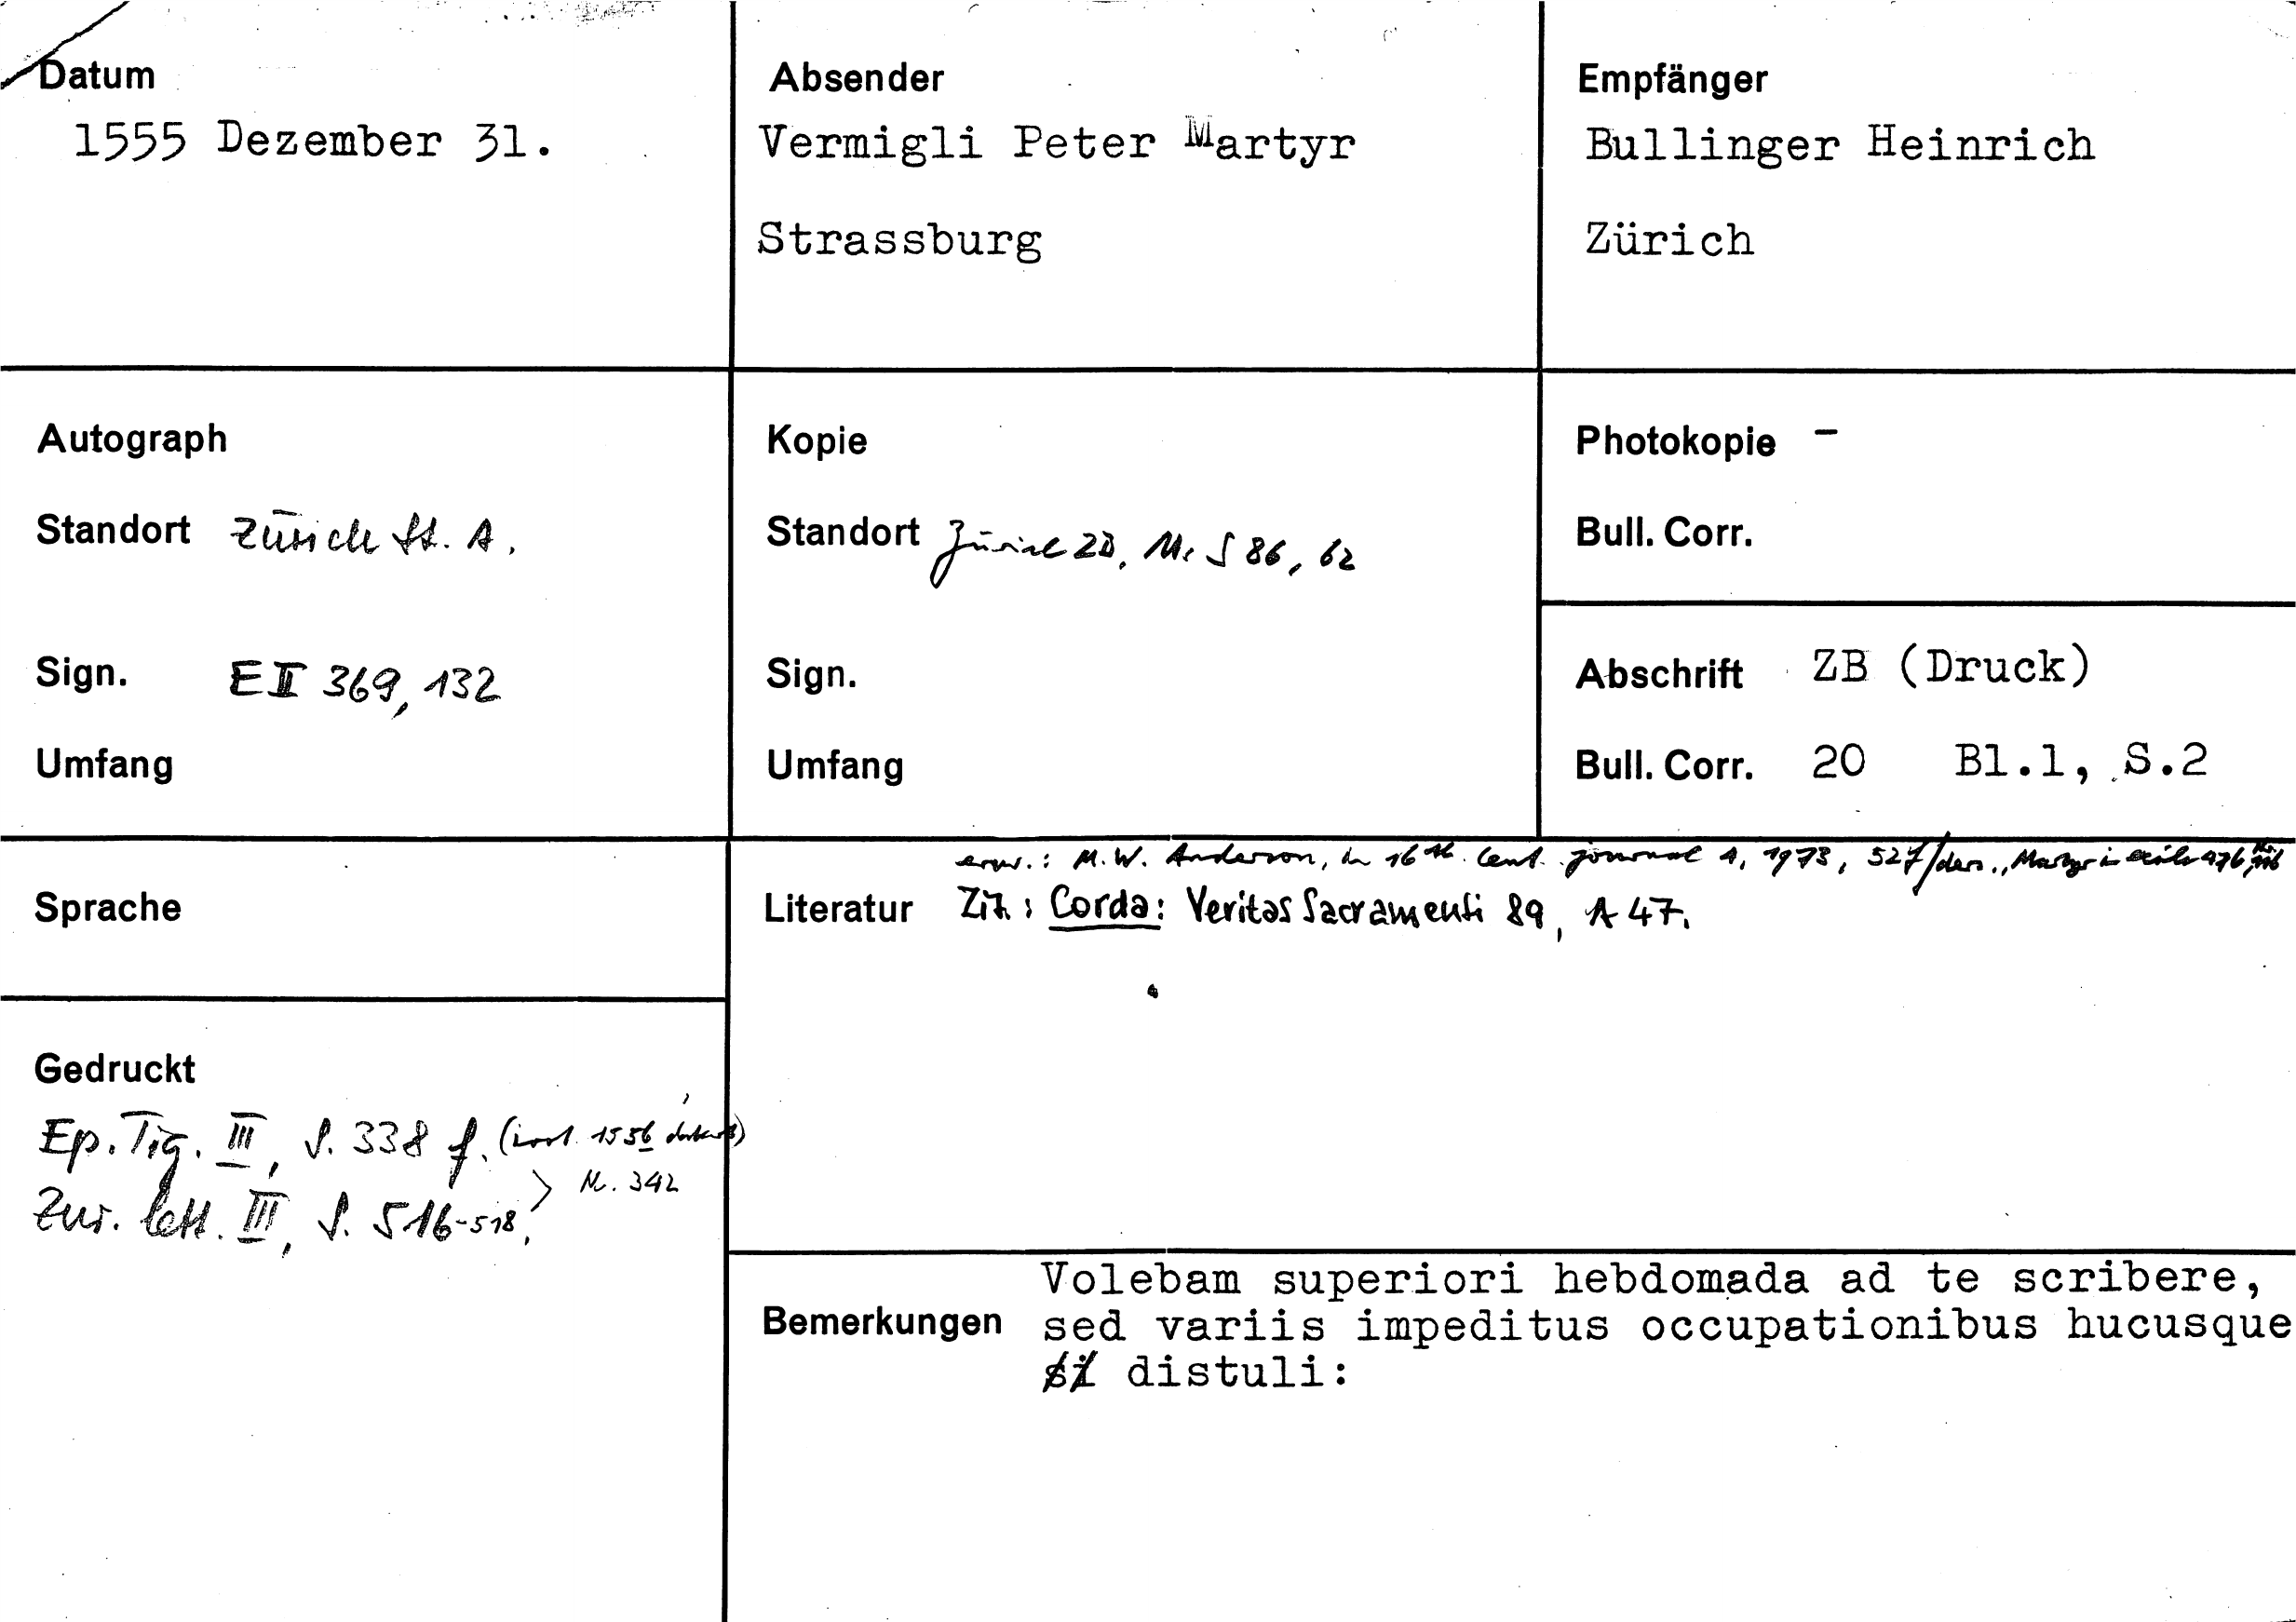 Datum
1555 Dezember 31.
Absender
Vermigli Peter Martyr
Strassburg
Empfänger
Bullinger Heinrich
Zürich
Autograph
Standort Zürich St. A.
Sign. E II 369, 132
Umfang
Kopie
Standort Zürich ZB, Ms S 86, 62
Sign.
Umfang
Photokopie -
Bull. Corr.
Abschrift ZB (Druck)
Bull. Corr. 20 Bl.1, S.2
Sprache
Gedruckt
Ep. Tig. III, S. 338 f. (1556 datiert)
Zur. lett. III, S. 516-518. > Nr. 342
erw.: M.W. Anderson, in 16th Cent. journal 4, 1973, 527/ders., Martyr in exile 476
Literatur Zit: Corda: Veritas Sacramenti 89, A 47.
Bemerkungen
Volebam superiori hebdomada ad te scribere,
sed variis impeditus occupationibus hucusque
distuli: